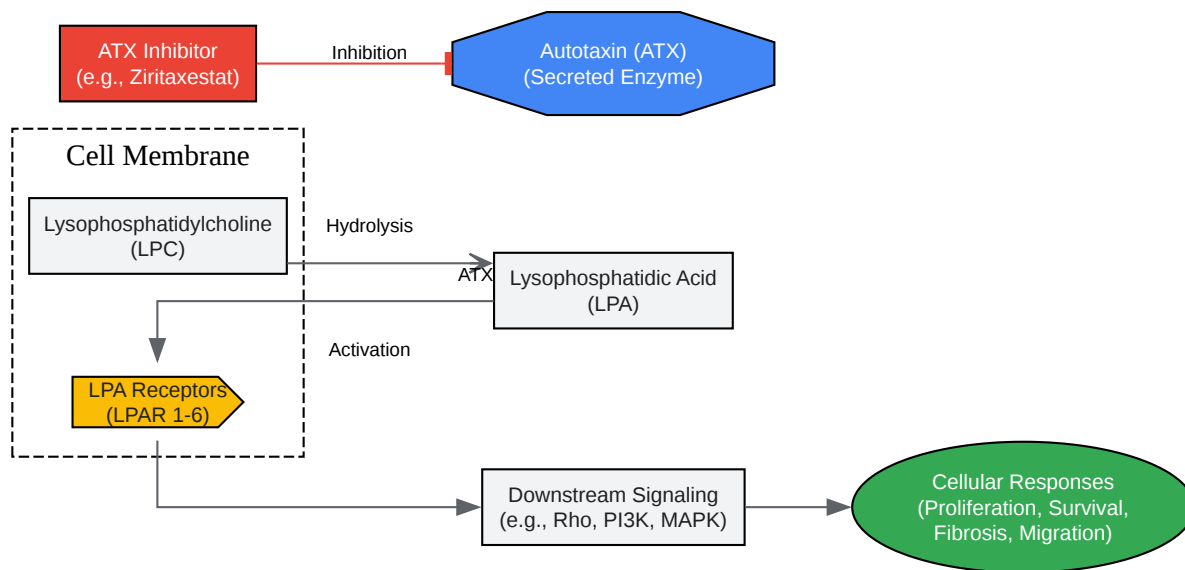 ATX Inhibitor
(e.g., Ziritaxestat)
Inhibition
Autotaxin (ATX)
(Secreted Enzyme)
Cell Membrane
Lysophosphatidylcholine
(LPC)
Hydrolysis
ATX
Lysophosphatidic Acid
(LPA)
Activation
LPA Receptors
(LPAR 1-6)
Downstream Signaling
(e.g., Rho, PI3K, MAPK)
Cellular Responses
(Proliferation, Survival,
Fibrosis, Migration)